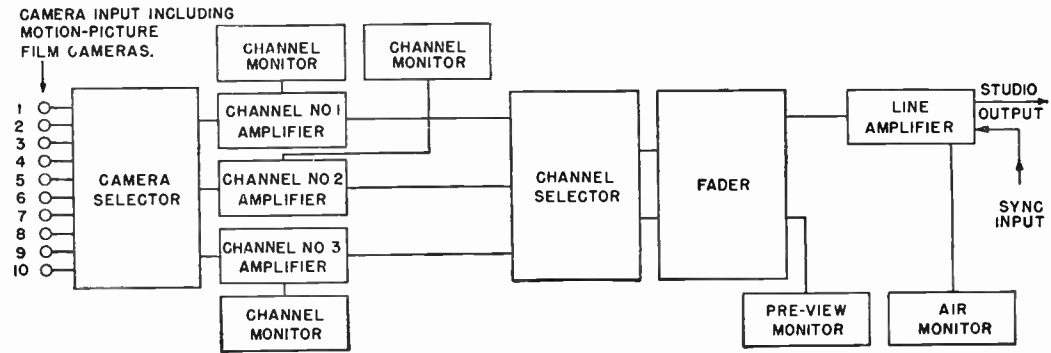 CAMERA INPUT INCLUDING
MOTION-PICTURE
FILM CAMERAS.
CHANNEL
MONITOR
CHANNEL
MONITOR
1
2
3
4
5
6
7
8
9
10
CAMERA
SELECTOR
CHANNEL NO 1
AMPLIFIER
CHANNEL NO 2
AMPLIFIER
CHANNEL NO 3
AMPLIFIER
CHANNEL
MONITOR
CHANNEL
SELECTOR
FADER
LINE
AMPLIFIER
STUDIO
OUTPUT
SYNC
INPUT
PRE-VIEW
MONITOR
AIR
MONITOR